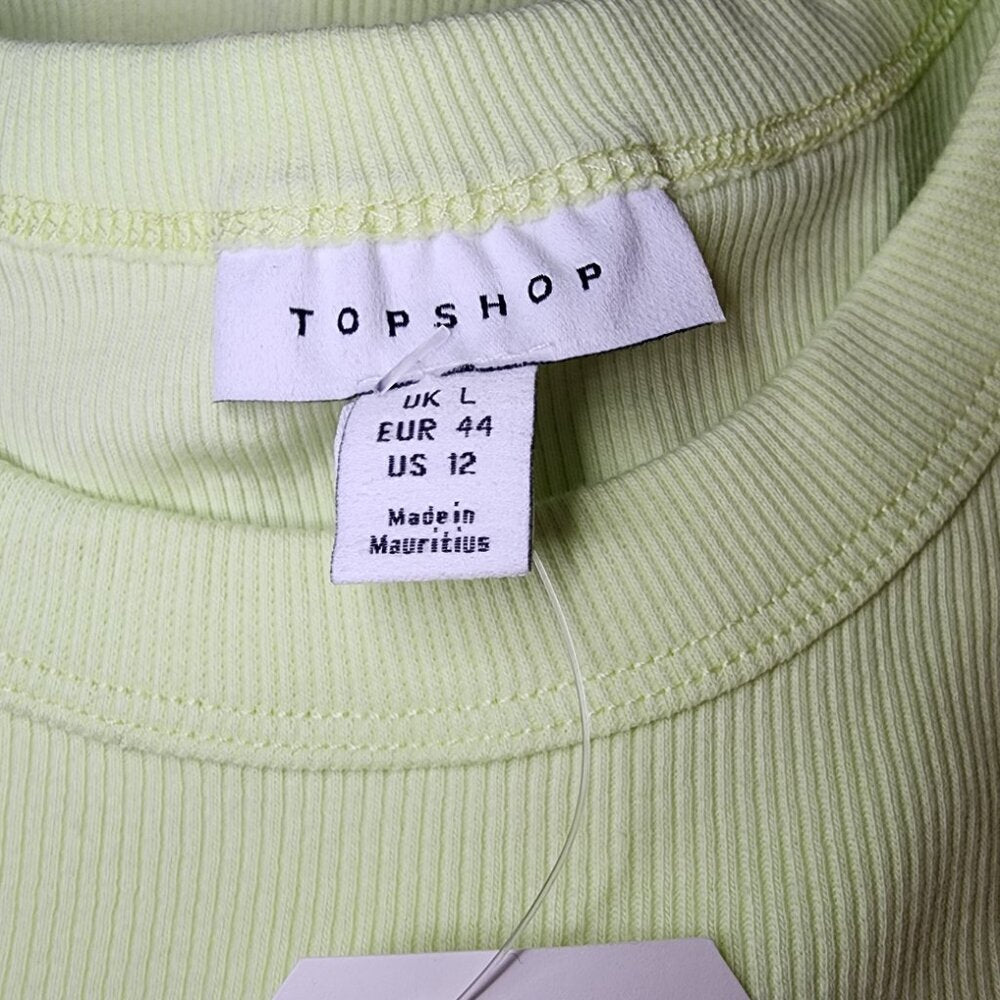 TOPSHOP
UK L
EUR 44
US 12
Made in
Mauritius